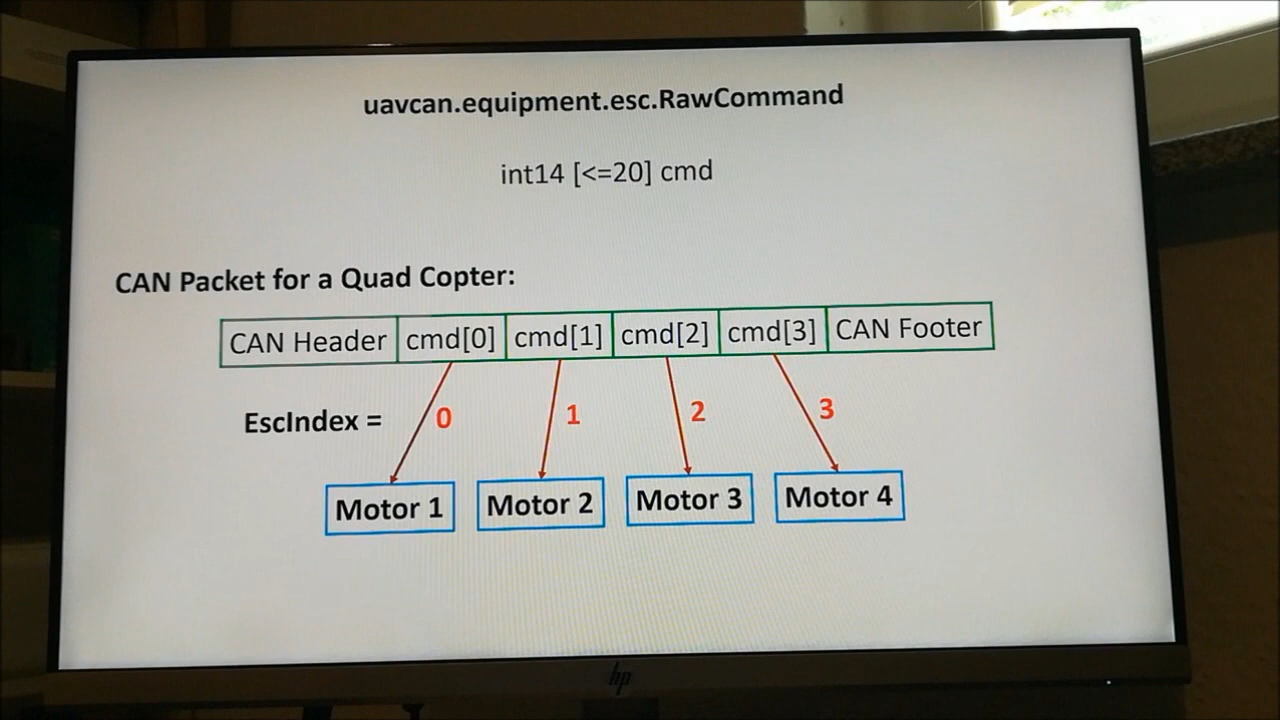 uavcan.equipment.esc.RawCommand
int14 [<=20] cmd
CAN Packet for a Quad Copter:
CAN Header cmd[0] cmd[1] cmd[2] cmd[3] CAN Footer
EscIndex = 0 1 2 3
Motor 1 Motor 2 Motor 3 Motor 4
hp